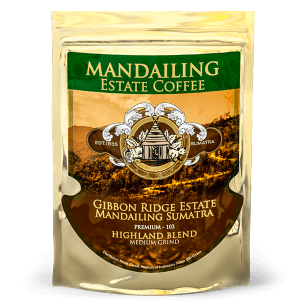 MANDAILING
ESTATE COFFEE
EST.1835
SUMATRA
GIBBON RIDGE ESTATE
MANDAILING SUMATRA
PREMIUM - 103
HIGHLAND BLEND
MEDIUM GRIND